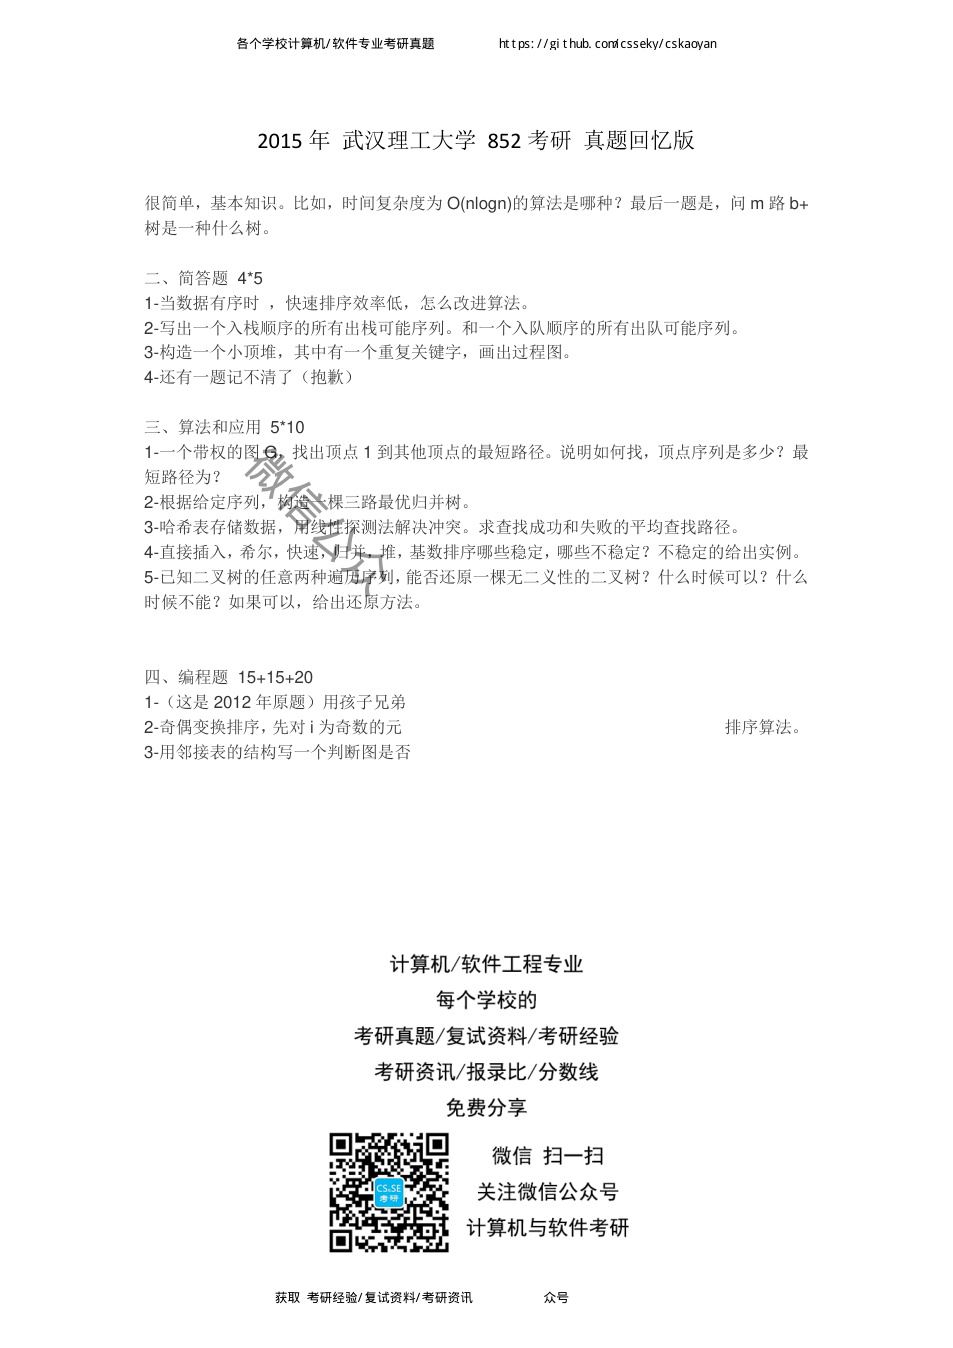 各个学校计算机/软件专业考研真题 https://github.com/csseky/cskaoyan
2015 年 武汉理工大学 852 考研 真题回忆版
很简单，基本知识。比如，时间复杂度为 O(nlogn)的算法是哪种？最后一题是，问 m 路 b+
树是一种什么树。
二、简答题 4*5
1-当数据有序时 ，快速排序效率低，怎么改进算法。
2-写出一个入栈顺序的所有出栈可能序列。和一个入队顺序的所有出队可能序列。
3-构造一个小顶堆，其中有一个重复关键字，画出过程图。
4-还有一题记不清了（抱歉）
三、算法和应用 5*10
1-一个带权的图 G，找出顶点 1 到其他顶点的最短路径。说明如何找，顶点序列是多少？最
短路径为？
2-根据给定序列，构造一棵三路最优归并树。
3-哈希表存储数据，用线性探测法解决冲突。求查找成功和失败的平均查找路径。
4-直接插入，希尔，快速，归并，堆，基数排序哪些稳定，哪些不稳定？不稳定的给出实例。
5-已知二叉树的任意两种遍历序列，能否还原一棵无二义性的二叉树？什么时候可以？什么
时候不能？如果可以，给出还原方法。
微信公众
四、编程题 15+15+20
1-（这是 2012 年原题）用孩子兄弟
2-奇偶变换排序，先对 i 为奇数的元 排序算法。
3-用邻接表的结构写一个判断图是否
计算机/软件工程专业
每个学校的
考研真题/复试资料/考研经验
考研资讯/报录比/分数线
免费分享
CS&SE
考研
微信 扫一扫
关注微信公众号
计算机与软件考研
获取 考研经验/复试资料/考研资讯 众号